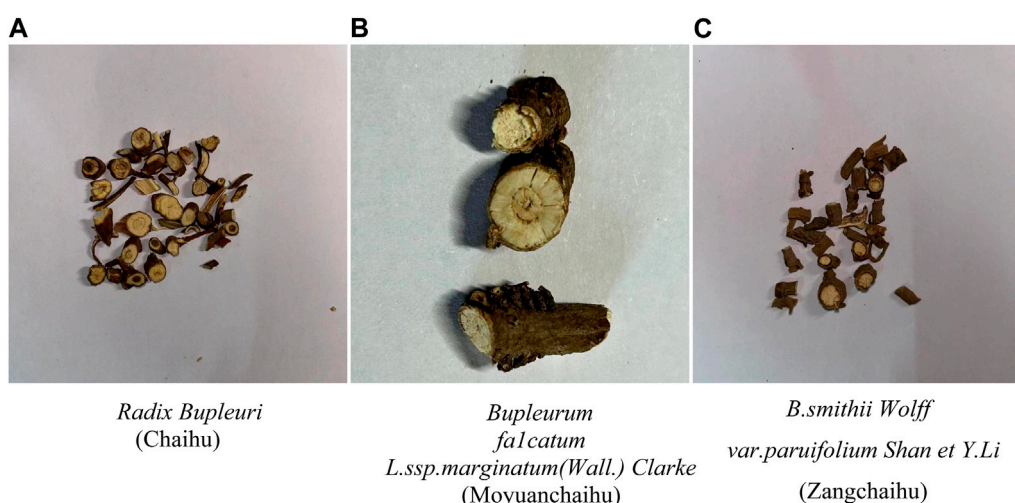 A
B
C
Radix Bupleuri
(Chaihu)
Bupleurum
fa1catum
L.ssp.marginatum(Wall.) Clarke
(Moyuanchaihu)
B.smithii Wolff
var.paruifolium Shan et Y.Li
(Zangchaihu)